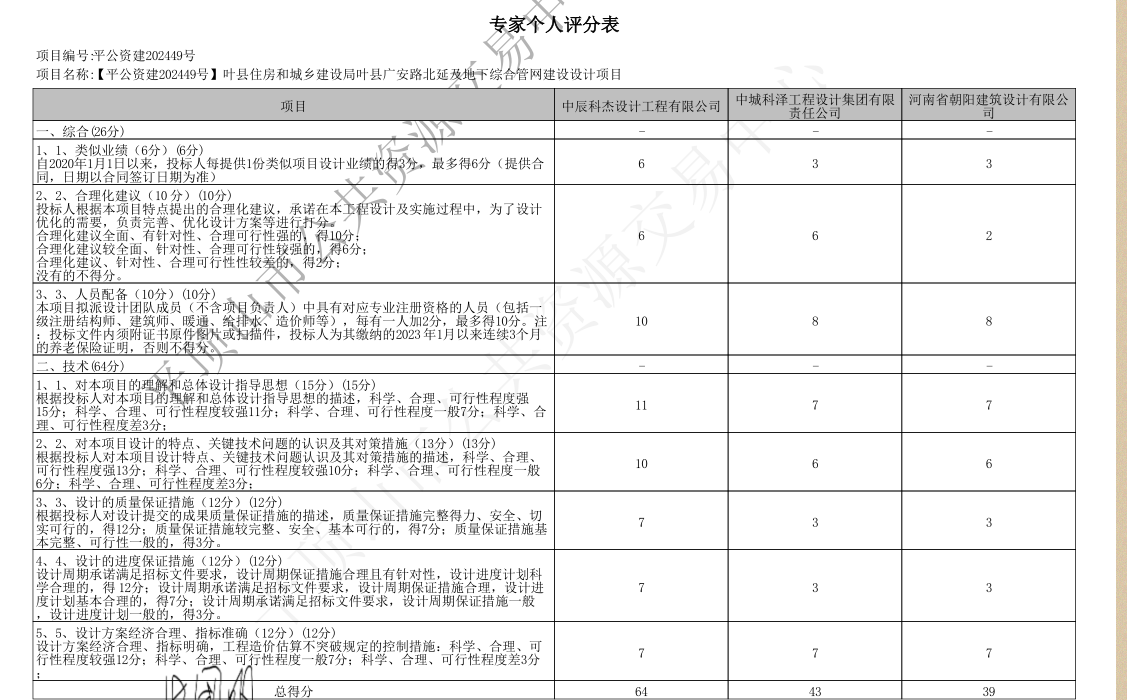 专家个人评分表
项目编号:平公资建202449号
项目名称:【平公资建202449号】叶县住房和城乡建设局叶县广安路北延及地下综合管网建设设计项目
项目 中辰科杰设计工程有限公司 中城科泽工程设计集团有限责任公司 河南省朝阳建筑设计有限公司
一、综合(26分) – – –
1、1、类似业绩（6分）(6分)
自2020年1月1日以来，投标人每提供1份类似项目设计业绩的得3分，最多得6分（提供合
同，日期以合同签订日期为准）
6 3 3
2、2、合理化建议（10 分）(10分)
投标人根据本项目特点提出的合理化建议，承诺在本工程设计及实施过程中，为了设计
优化的需要，负责完善、优化设计方案等进行打分。
合理化建议全面、有针对性、合理可行性强的，得10分；
合理化建议较全面、针对性、合理可行性较强的，得6分；
合理化建议、针对性、合理可行性性较差的，得2分；
没有的不得分。
6 6 2
3、3、人员配备（10分）(10分)
本项目拟派设计团队成员（不含项目负责人）中具有对应专业注册资格的人员（包括一
级注册结构师、建筑师、暖通、给排水、造价师等），每有一人加2分，最多得10分。注
：投标文件内须附证书原件图片或扫描件，投标人为其缴纳的2023 年1月以来连续3个月
的养老保险证明，否则不得分。
10 8 8
二、技术(64分) – – –
1、1、对本项目的理解和总体设计指导思想（15分）(15分)
根据投标人对本项目的理解和总体设计指导思想的描述，科学、合理、可行性程度强
15分；科学、合理、可行性程度较强11分；科学、合理、可行性程度一般7分；科学、合
理、可行性程度差3分；
11 7 7
2、2、对本项目设计的特点、关键技术问题的认识及其对策措施（13分）(13分)
根据投标人对本项目设计特点、关键技术问题及其对策措施的描述，科学、合理、
可行性程度强13分；科学、合理、可行性程度较强10分；科学、合理、可行性程度一般
6分；科学、合理、可行性程度差3分；
10 6 6
3、3、设计的质量保证措施（12分）(12分)
根据投标人对设计提交的成果质量保证措施的描述，质量保证措施完整得力、安全、切
实可行的，得12分；质量保证措施较完整、安全、基本可行的，得7分；质量保证措施基
本完整、可行性一般的，得3分。
7 3 3
4、4、设计的进度保证措施（12分）(12分)
设计周期承诺满足招标文件要求，设计周期保证措施合理且有针对性，设计进度计划科
学合理的，得 12分；设计周期承诺满足招标文件要求，设计周期保证措施合理，设计进
度计划基本合理的，得7分；设计周期承诺满足招标文件要求，设计周期保证措施一般
，设计进度计划一般的，得3分。
7 3 3
5、5、设计方案经济合理、指标准确（12分）(12分)
设计方案经济合理、指标明确，工程造价估算不突破规定的控制措施：科学、合理、可
行性程度较强12分；科学、合理、可行性程度一般7分；科学、合理、可行性程度差3分
；
7 7 7
总得分 64 43 39
平顶山市公共资源交易中心
平顶山市公共资源交易中心